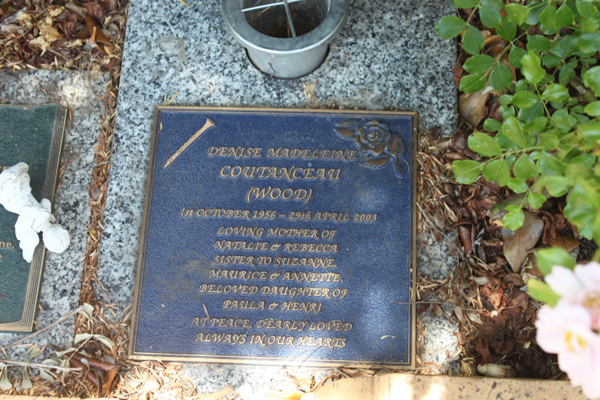 DENISE MADELEINE
COUTANCEAU
(WOOD)
1st OCTOBER 1956 - 29th APRIL 2003
LOVING MOTHER OF
NATALIE & REBECCA
SISTER TO SUZANNE,
MAURICE & ANNETTE,
BELOVED DAUGHTER OF
PAULA & HENRI
AT PEACE, DEARLY LOVED
ALWAYS IN OUR HEARTS